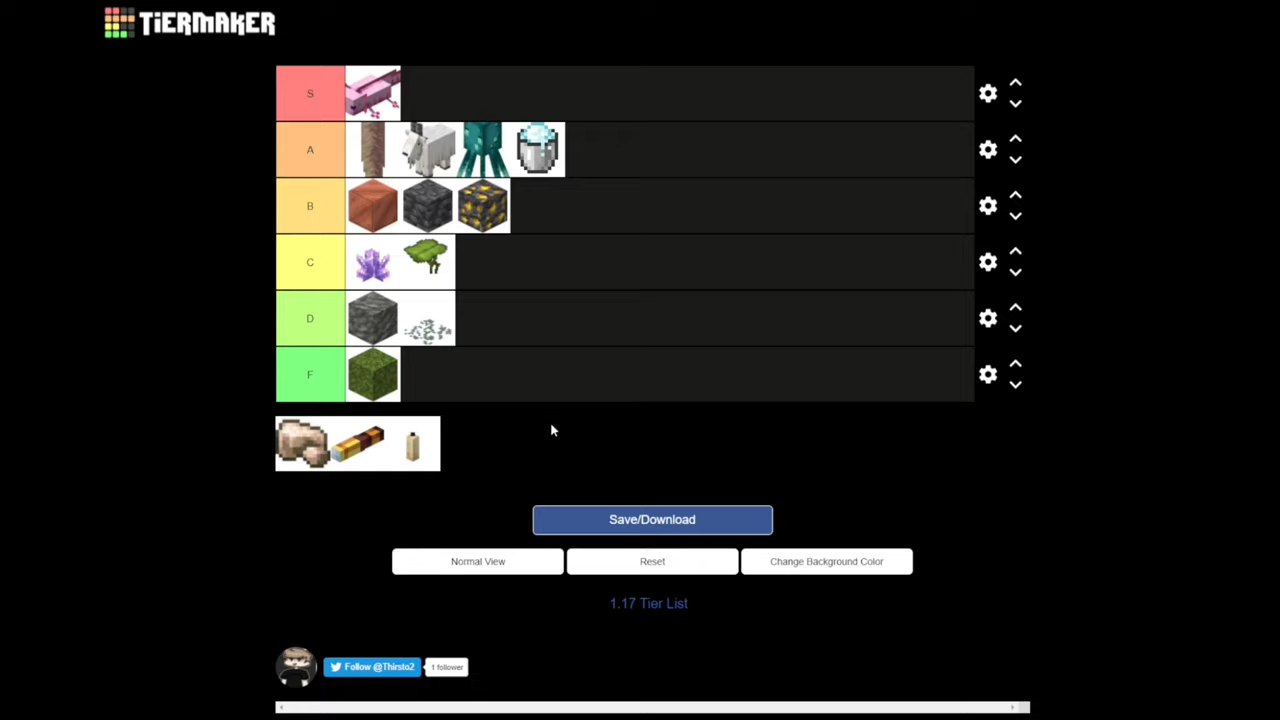 TiERMAKER
S
A
B
C
D
F
Save/Download
Normal View
Reset
Change Background Color
1.17 Tier List
Follow @Thirsto2
1 follower